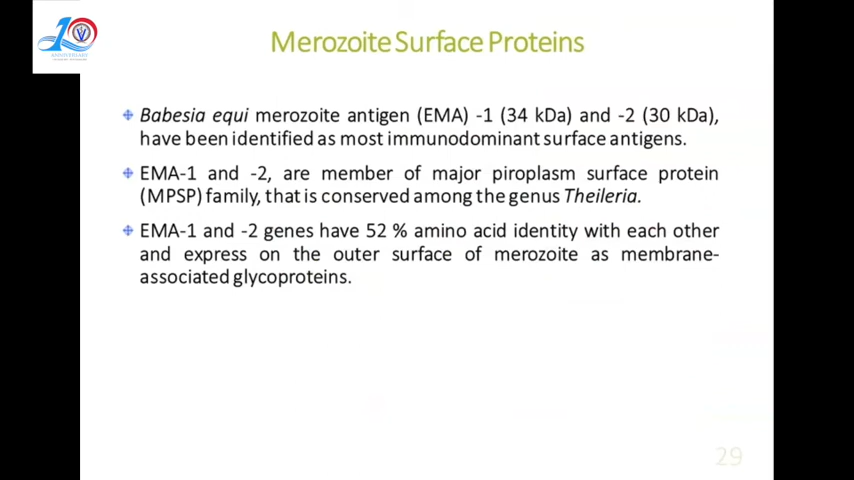 10
ANNIVERSARY
Merozoite Surface Proteins
Babesia equi merozoite antigen (EMA) -1 (34 kDa) and -2 (30 kDa),
have been identified as most immunodominant surface antigens.
EMA-1 and -2, are member of major piroplasm surface protein
(MPSP) family, that is conserved among the genus Theileria.
EMA-1 and -2 genes have 52 % amino acid identity with each other
and express on the outer surface of merozoite as membrane-
associated glycoproteins.
29